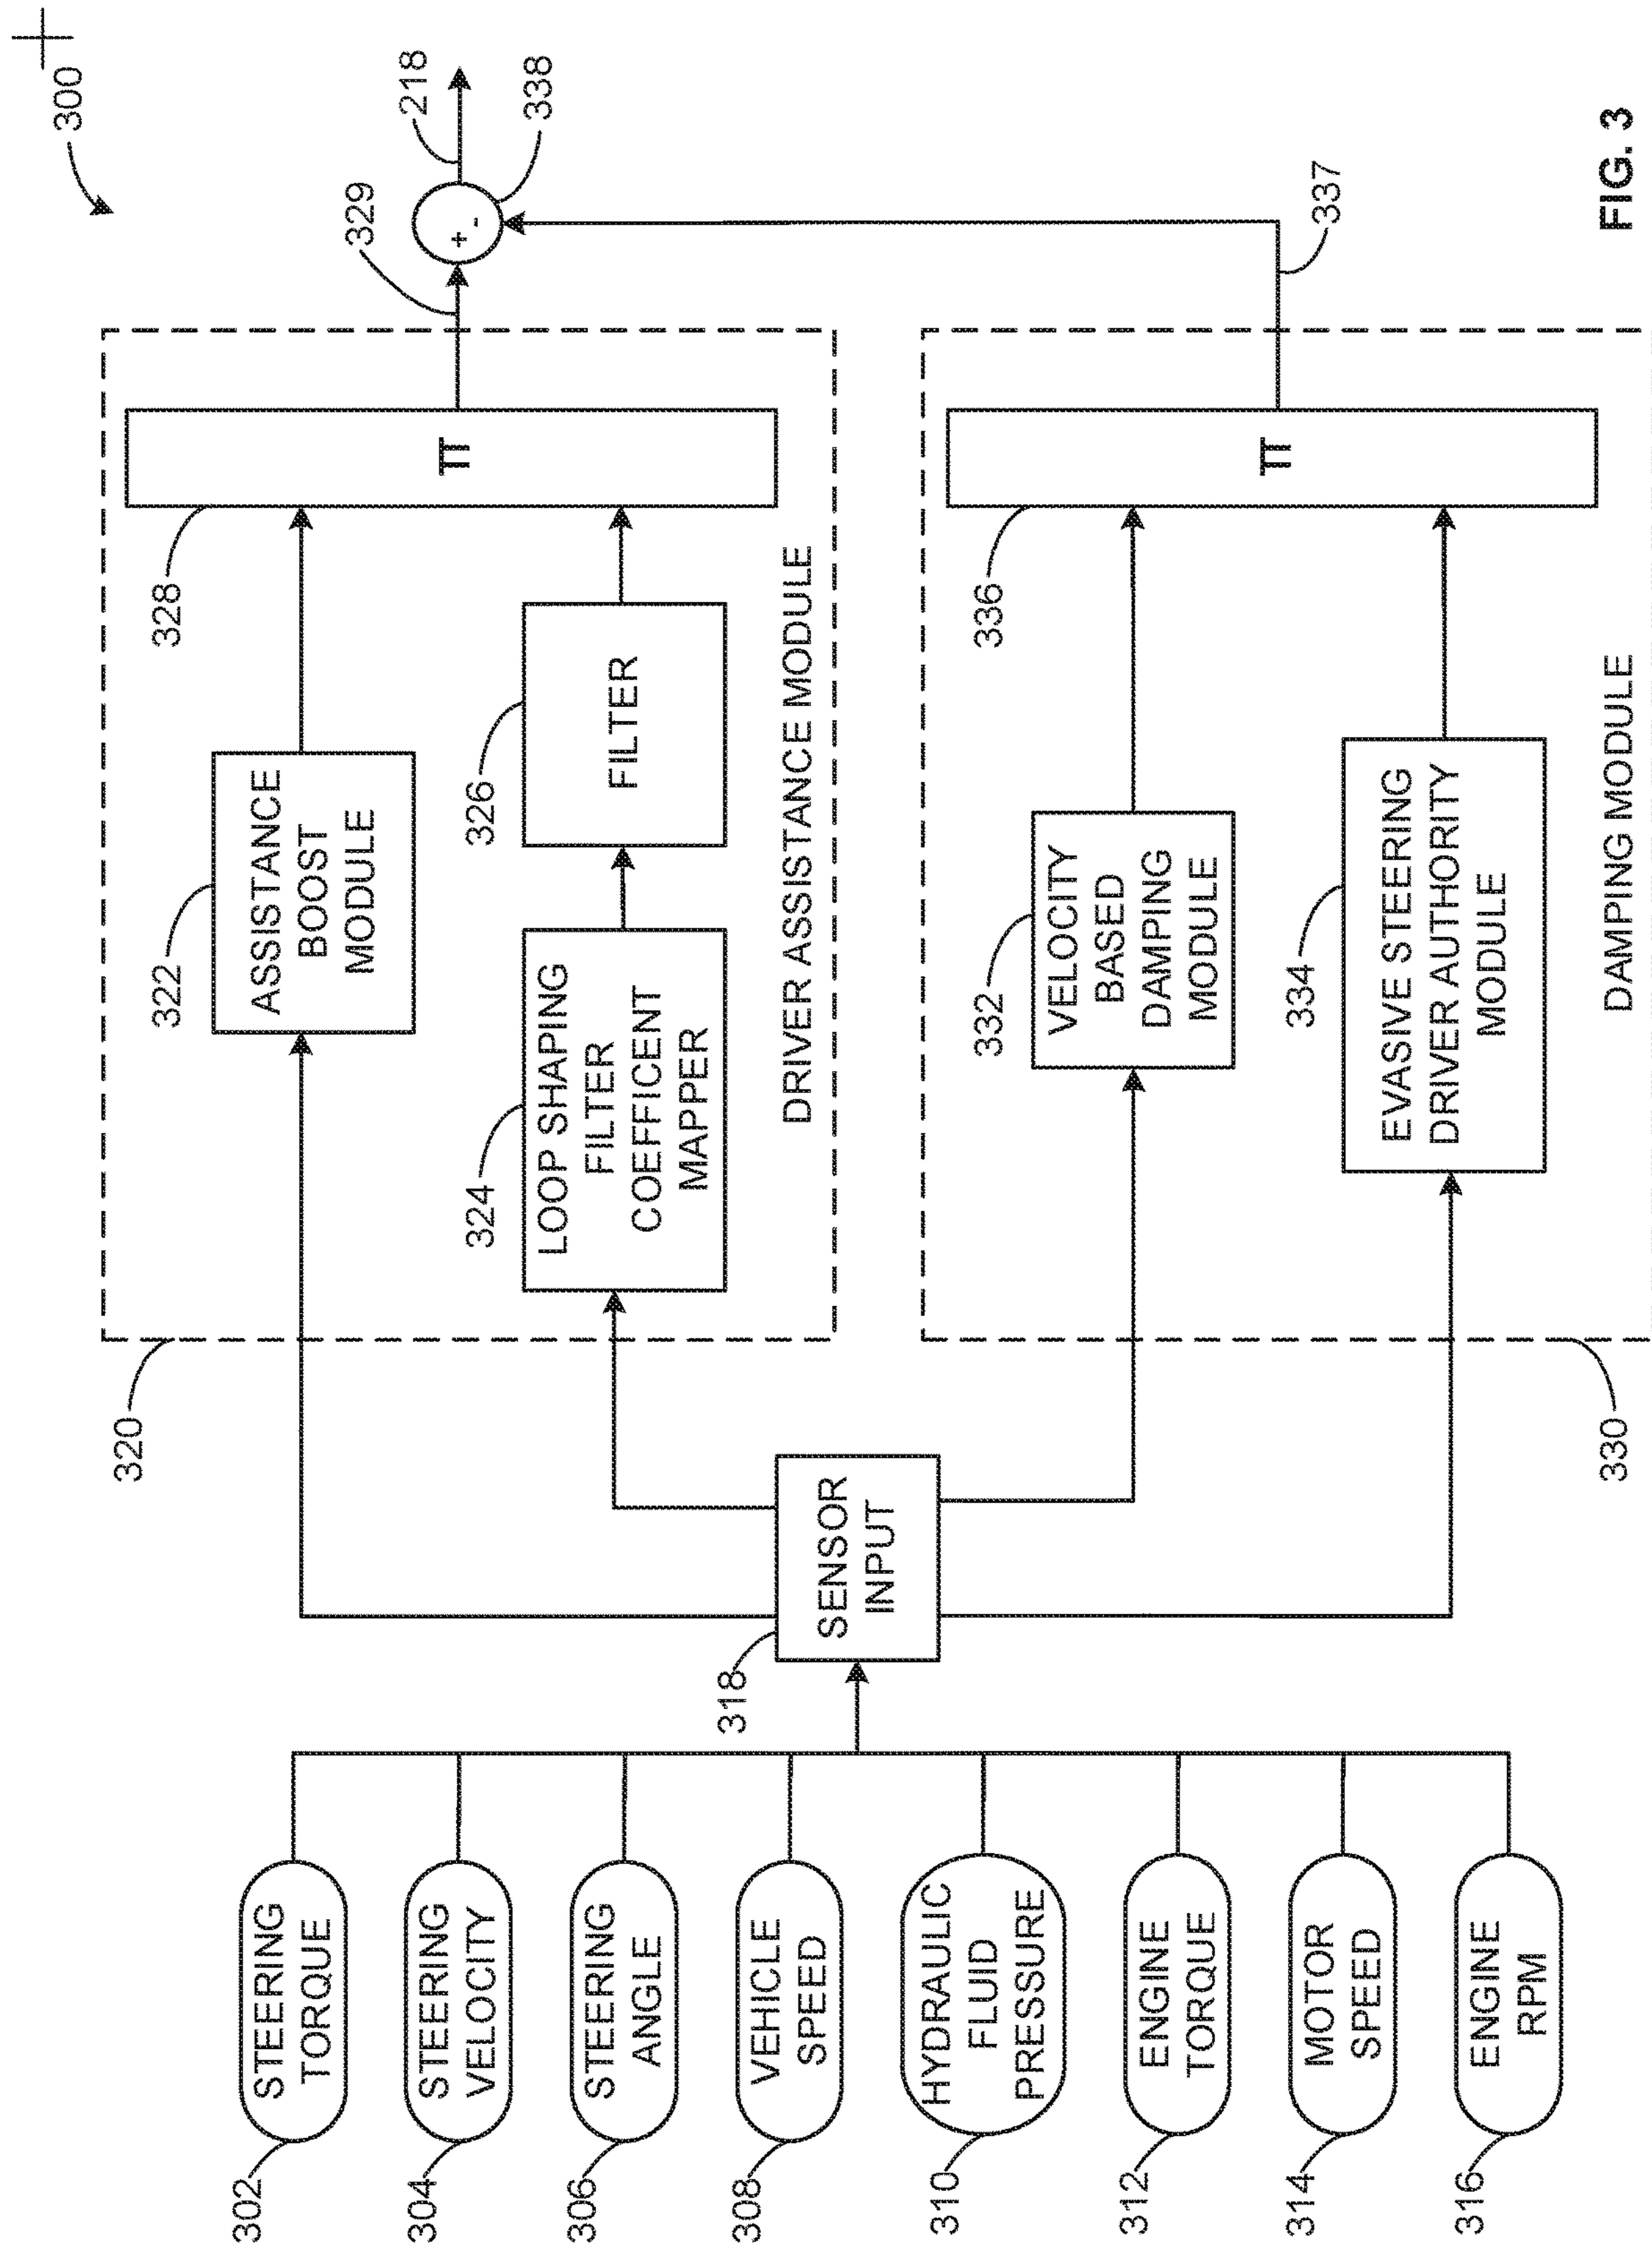 300
302
STEERING
TORQUE
304
STEERING
VELOCITY
306
STEERING
ANGLE
308
VEHICLE
SPEED
310
HYDRAULIC
FLUID
PRESSURE
312
ENGINE
TORQUE
314
MOTOR
SPEED
316
ENGINE
RPM
318
SENSOR
INPUT
320
322
ASSISTANCE
BOOST
MODULE
324
LOOP SHAPING
FILTER
COEFFICENT
MAPPER
326
FILTER
328
π
DRIVER ASSISTANCE MODULE
329
+
-
218
338
330
332
VELOCITY
BASED
DAMPING
MODULE
334
EVASIVE STEERING
DRIVER AUTHORITY
MODULE
336
π
DAMPING MODULE
337
FIG. 3